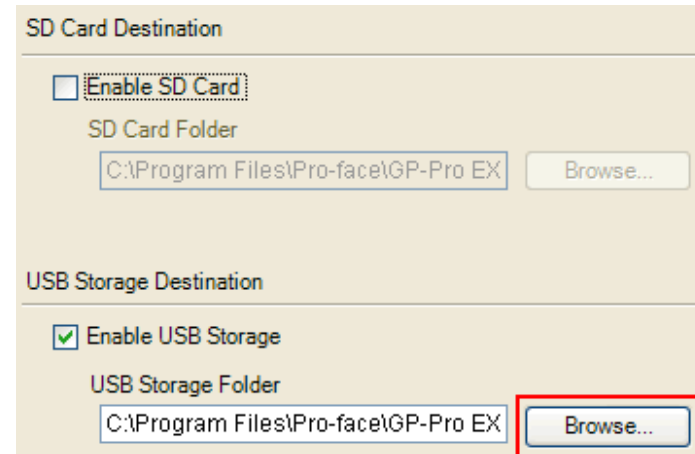 SD Card Destination
Enable SD Card
SD Card Folder
C:\Program Files\Pro-face\GP-Pro EX Browse...
USB Storage Destination
Enable USB Storage
USB Storage Folder
C:\Program Files\Pro-face\GP-Pro EX Browse...